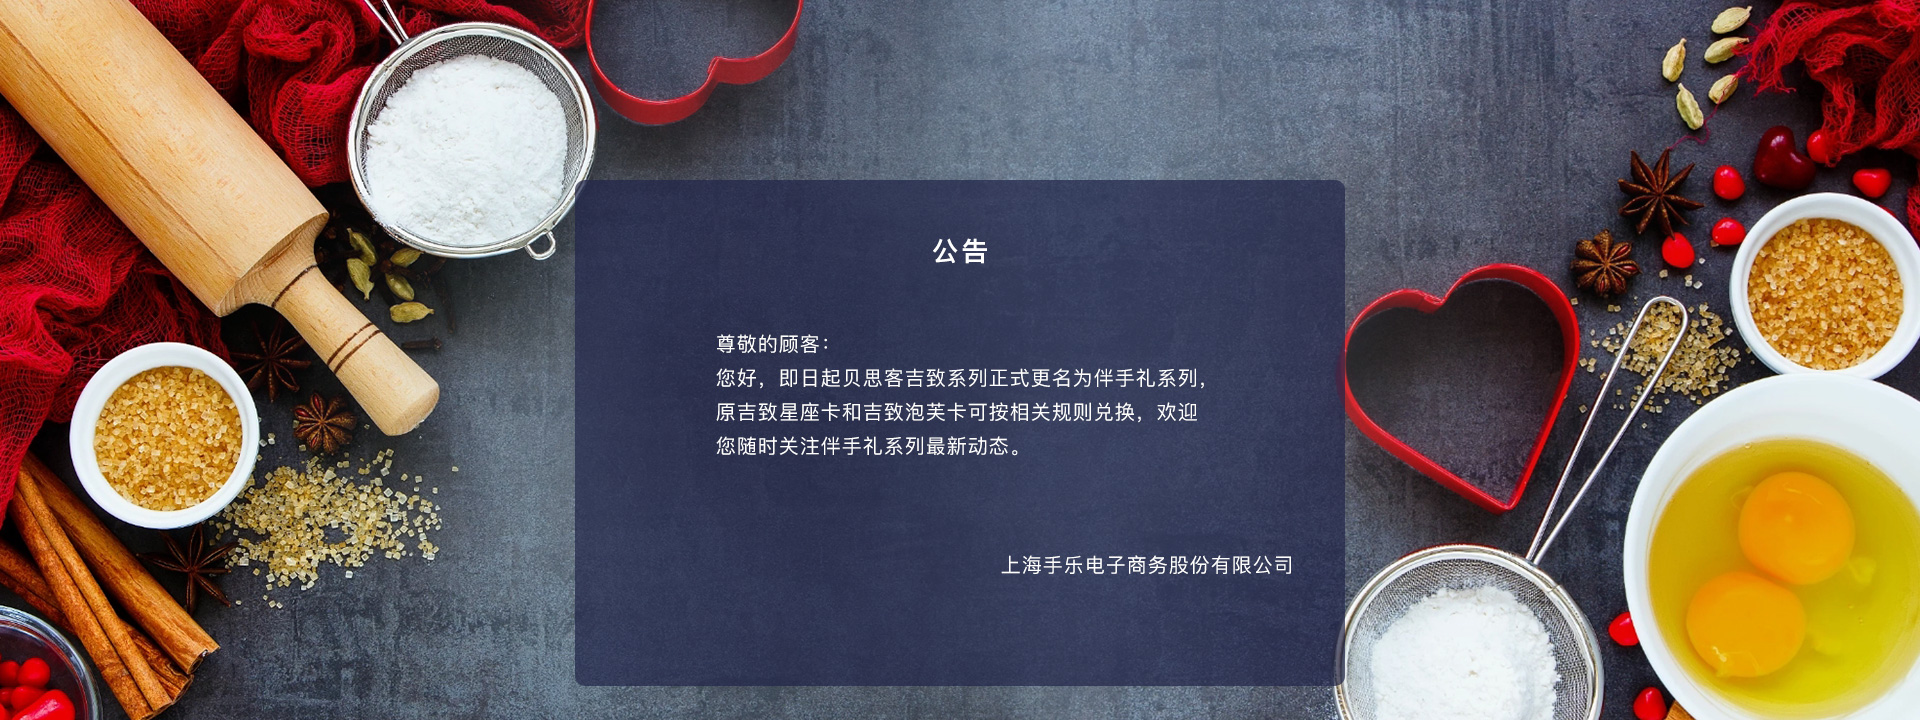 公告
尊敬的顾客：
您好，即日起贝思客吉致系列正式更名为伴手礼系列，
原吉致星座卡和吉致泡芙卡可按相关规则兑换，欢迎
您随时关注伴手礼系列最新动态。
上海手乐电子商务股份有限公司